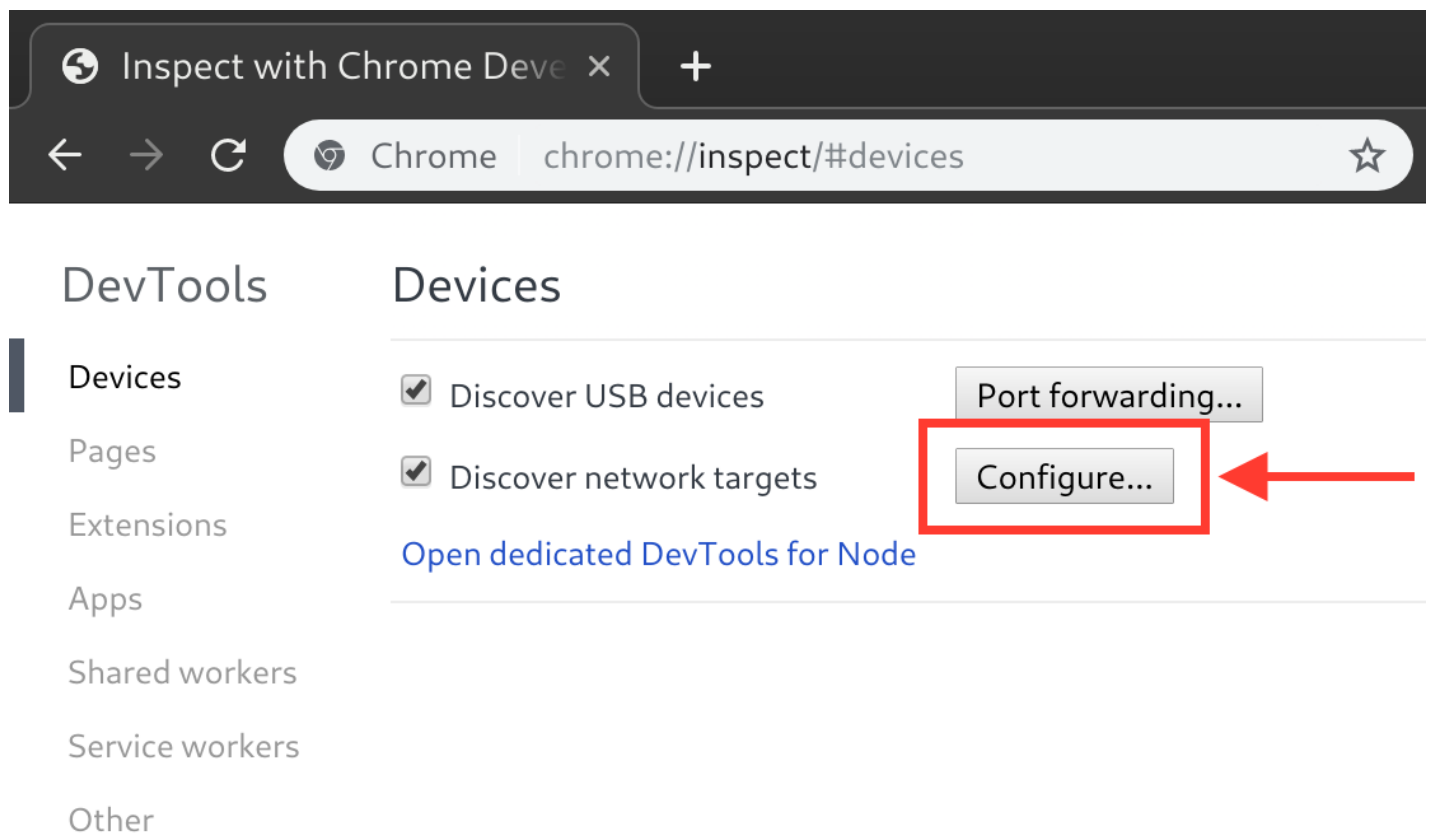 Inspect with Chrome Deve
Chrome chrome://inspect/#devices
DevTools
Devices
Pages
Extensions
Apps
Shared workers
Service workers
Other
Devices
Discover USB devices Port forwarding...
Discover network targets Configure...
Open dedicated DevTools for Node